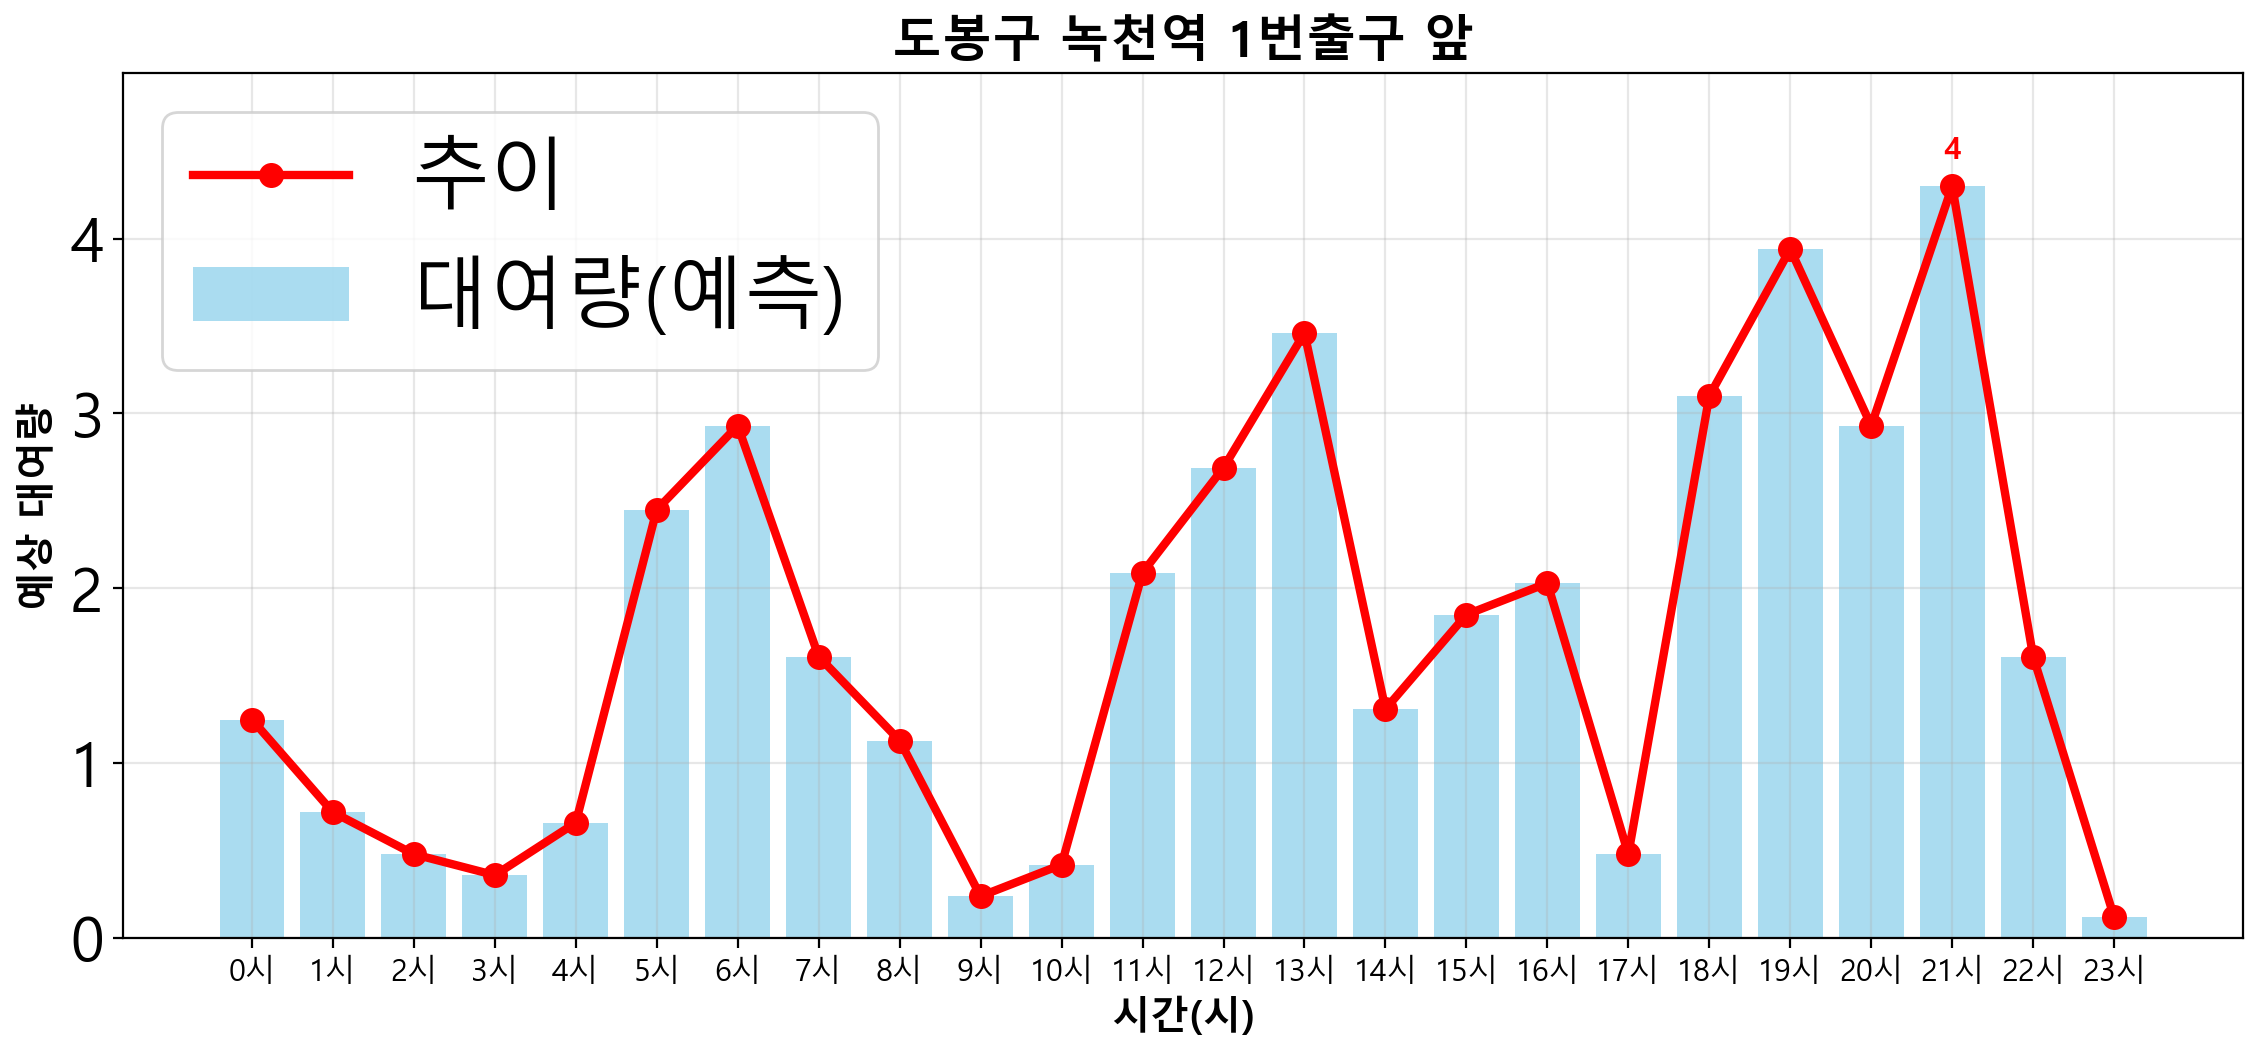 도봉구 녹천역 1번출구 앞
추이
대여량(예측)
4
예상 대여량
4
3
2
1
0
0시 1시 2시 3시 4시 5시 6시 7시 8시 9시 10시 11시 12시 13시 14시 15시 16시 17시 18시 19시 20시 21시 22시 23시
시간(시)